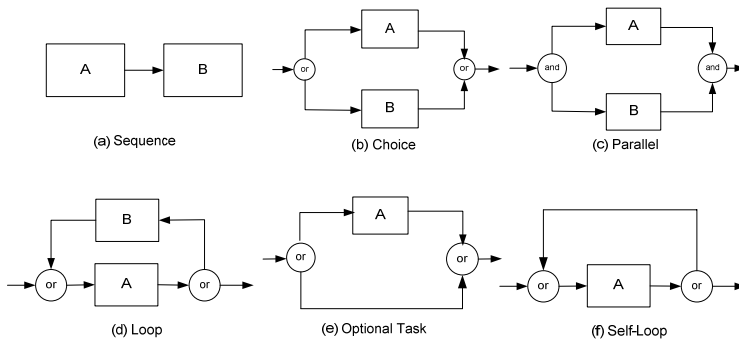 A
B
(a) Sequence
A
or
or
B
(b) Choice
A
and
and
B
(c) Parallel
B
or
A
or
(d) Loop
A
or
or
(e) Optional Task
or
A
or
(f) Self-Loop